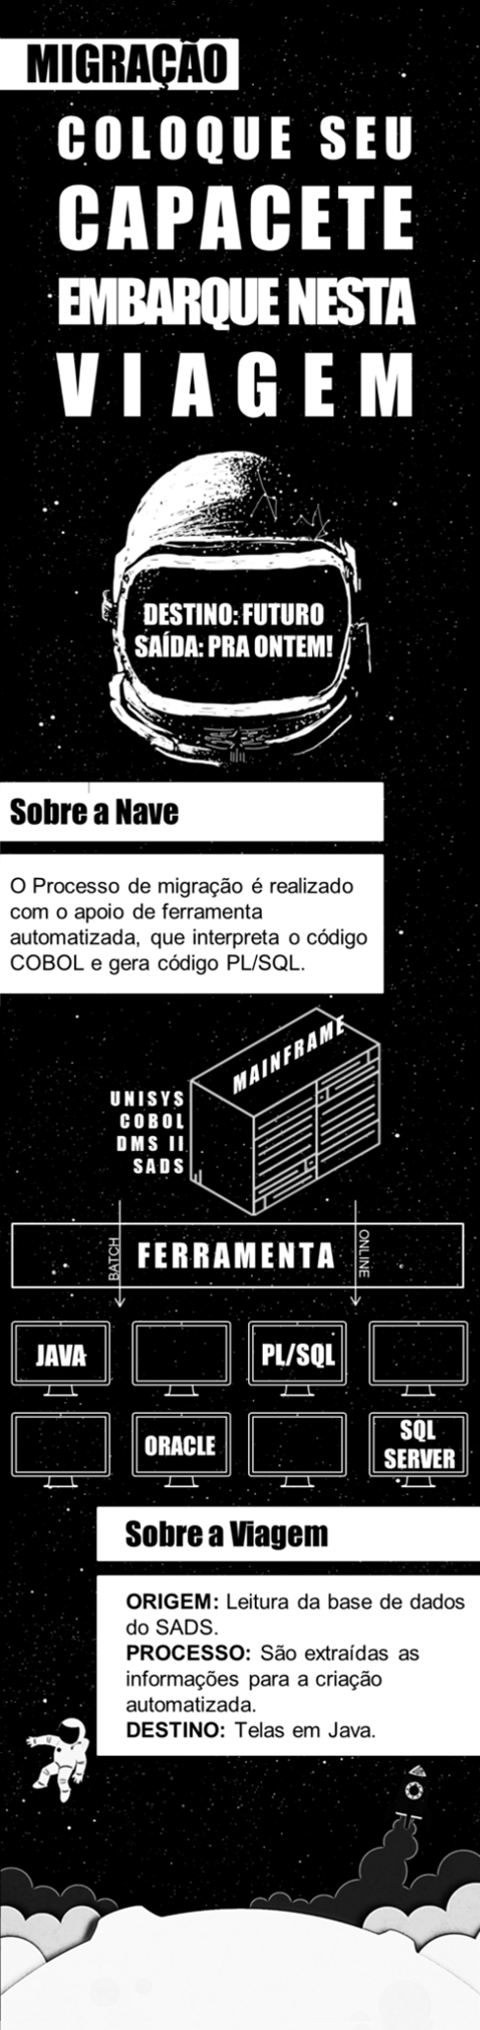 MIGRAÇÃO
COLOQUE SEU
CAPACETE
EMBARQUE NESTA
VIAGEM
DESTINO: FUTURO
SAÍDA: PRA ONTEM!
Sobre a Nave
O Processo de migração é realizado
com o apoio de ferramenta
automatizada, que interpreta o código
COBOL e gera código PL/SQL.
MAINFRAME
UNISYS
COBOL
DMS II
SADS
BATCH
FERRAMENTA
ONLINE
JAVA
PL/SQL
ORACLE
SQL
SERVER
Sobre a Viagem
ORIGEM: Leitura da base de dados
do SADS.
PROCESSO: São extraídas as
informações para a criação
automatizada.
DESTINO: Telas em Java.